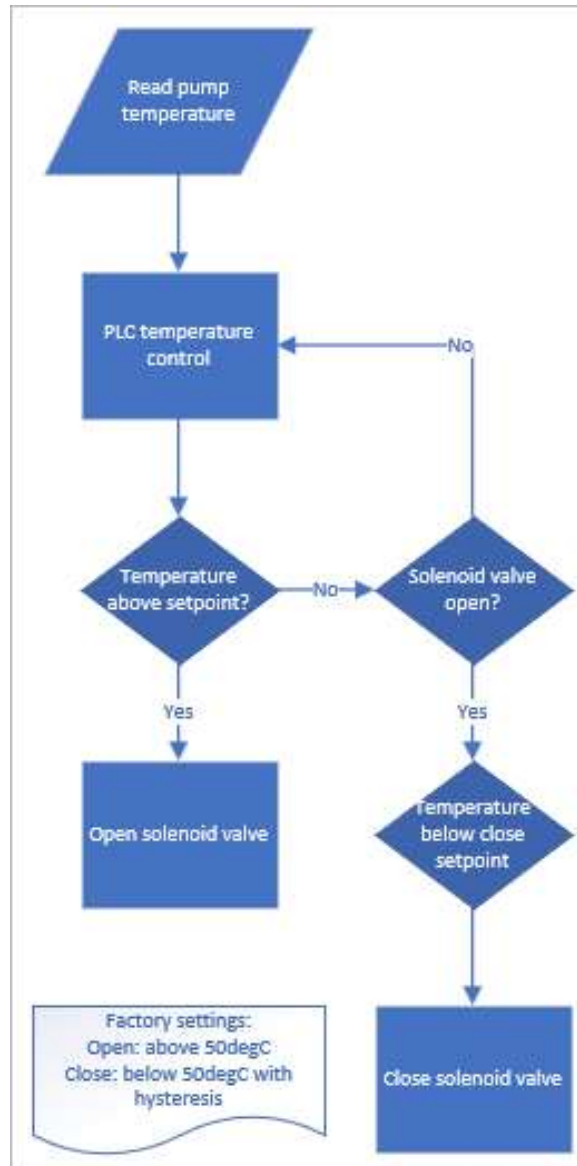 Read pump
temperature
PLC temperature
control
No
Temperature
above setpoint?
No
Solenoid valve
open?
Yes
Yes
Open solenoid valve
Temperature
below close
setpoint
Factory settings:
Open: above 50degC
Close: below 50degC with
hysteresis
Close solenoid valve